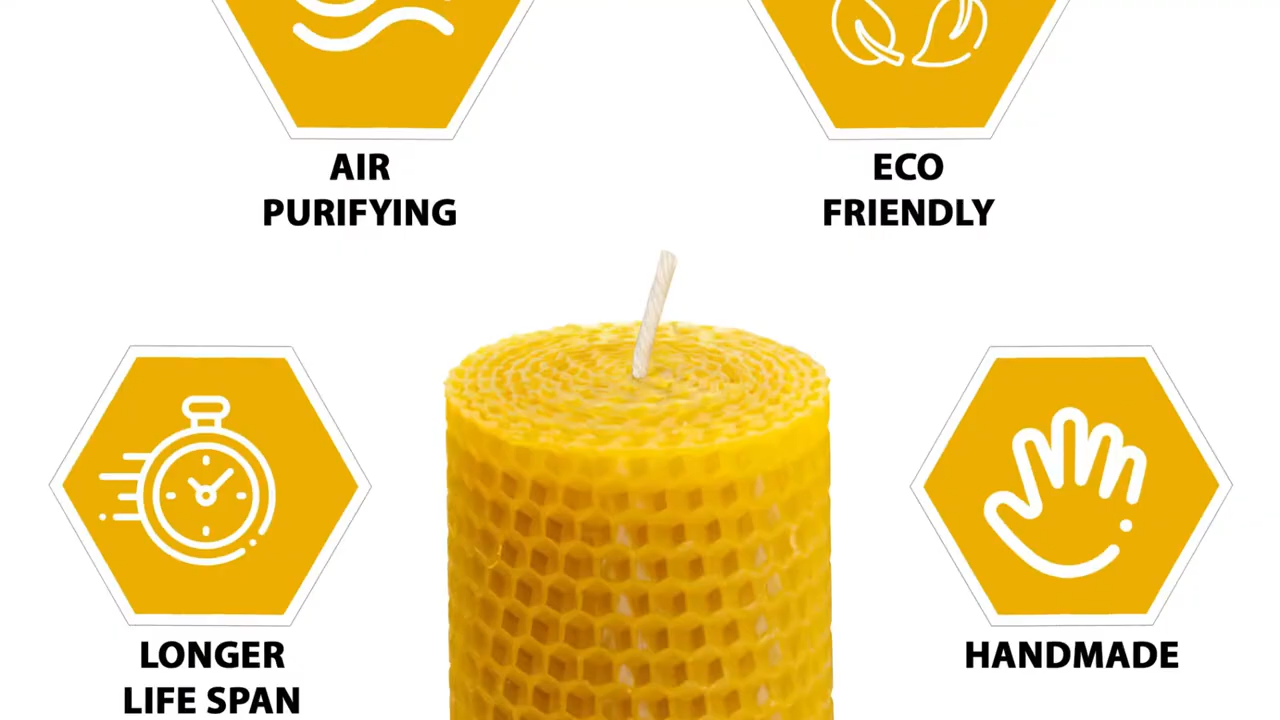 AIR
PURIFYING
ECO
FRIENDLY
LONGER
LIFE SPAN
HANDMADE